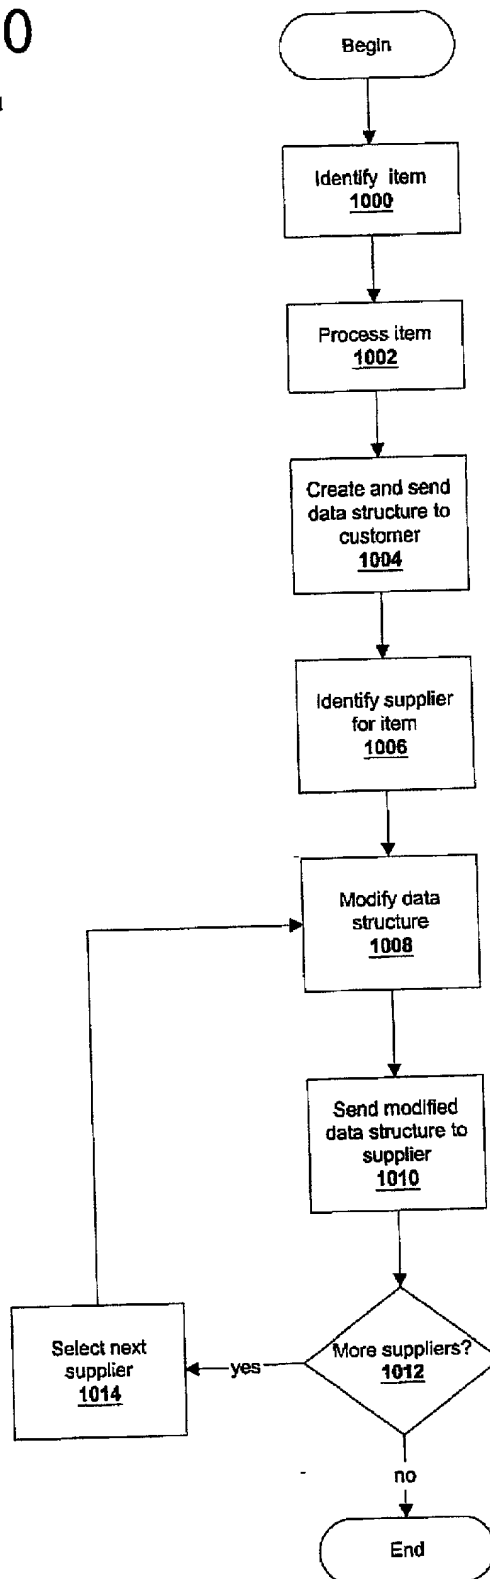 0
Begin
Identify item
1000
Process item
1002
Create and send
data structure to
customer
1004
Identify supplier
for item
1006
Modify data
structure
1008
Send modified
data structure to
supplier
1010
More suppliers?
1012
yes
Select next
supplier
1014
no
End